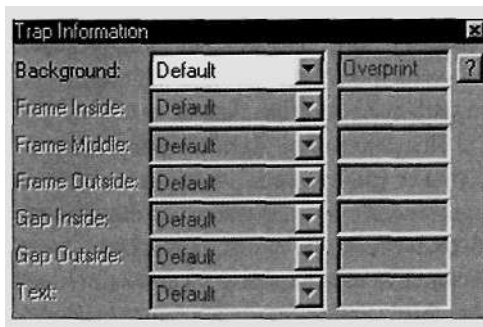 Trap Information
Background: Default Overprint ?
Frame Inside: Default
Frame Middle: Default
Frame Outside: Default
Gap Inside: Default
Gap Outside: Default
Text: Default